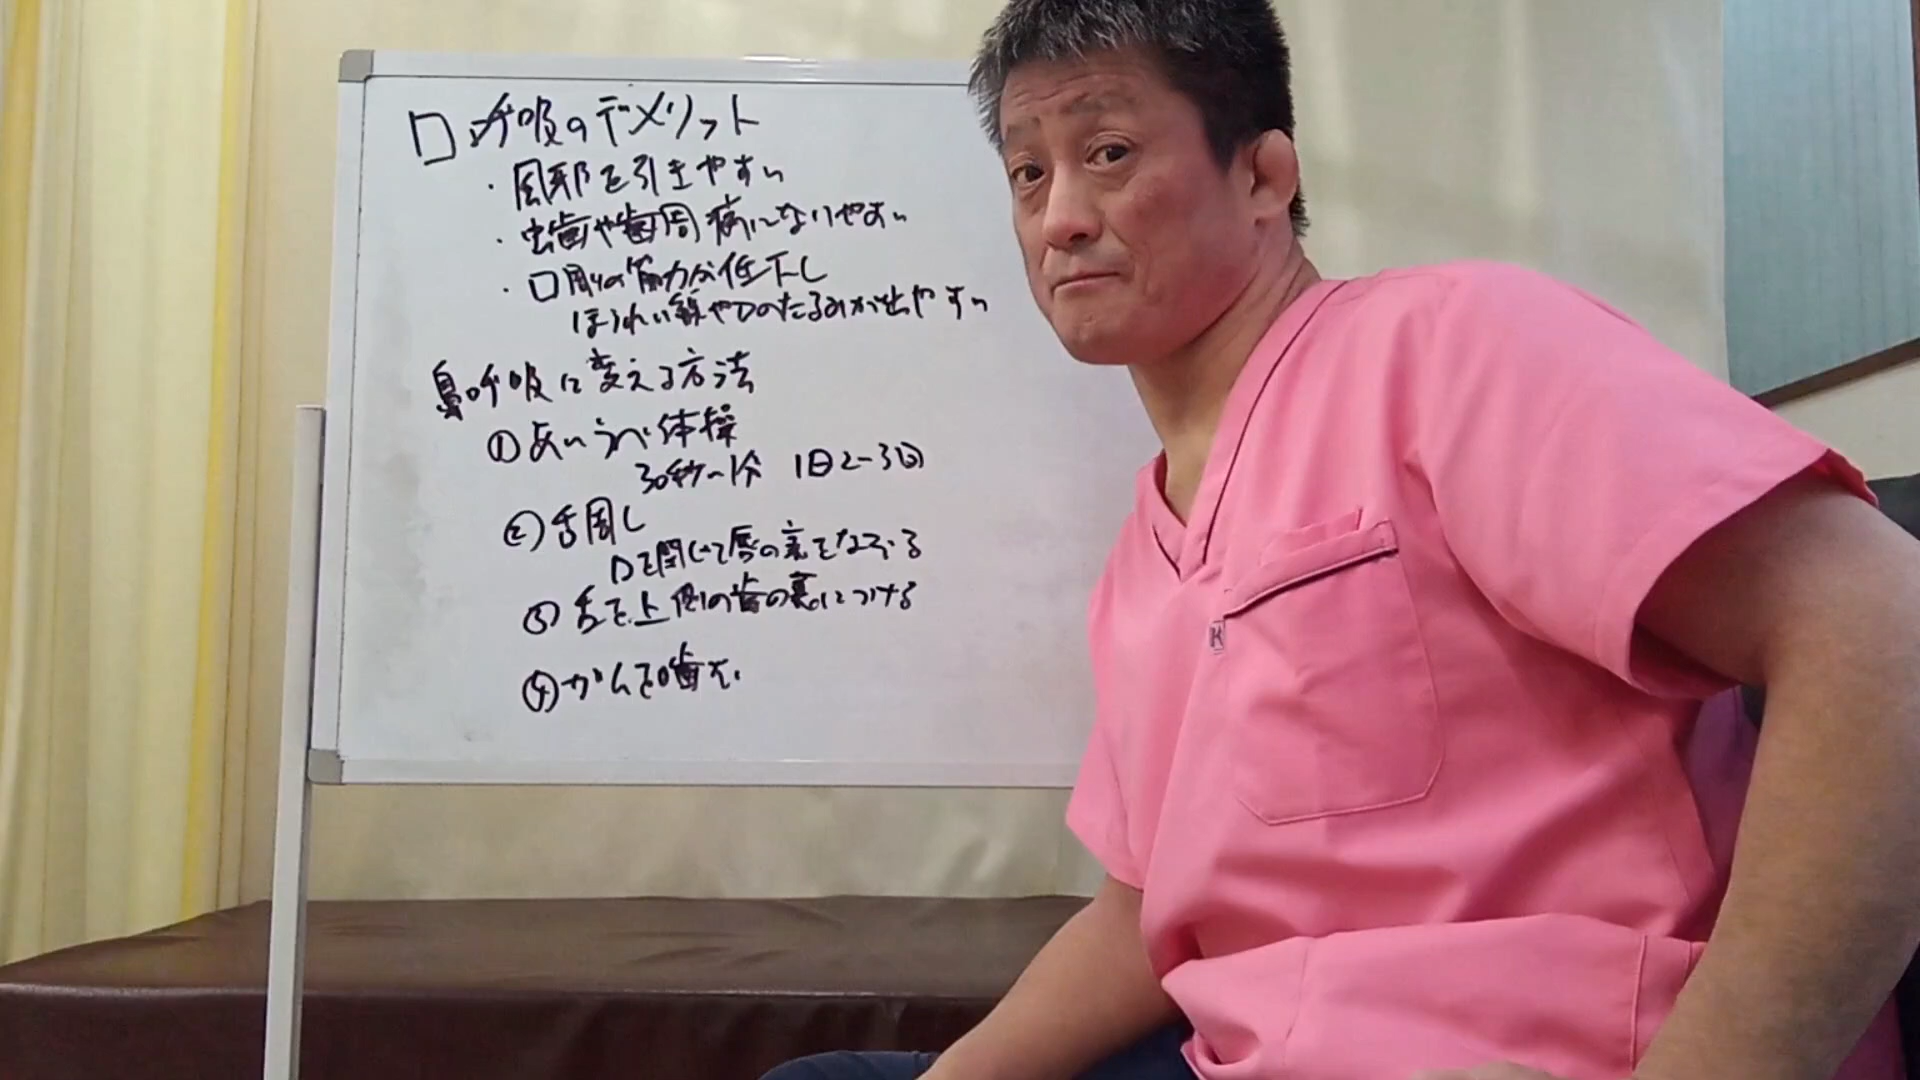 口呼吸のデメリット
・風邪を引きやすい
・虫歯や歯周病になりやすい
・口周りの筋力が低下し
ほうれい線や口のたるみが出やすい
鼻呼吸に変える方法
①あいうべ体操
30秒~1分 1日2-3回
②舌周し
口を閉じて唇の裏をなぞる
③舌を上側の歯の裏につける
④がんを噛む
K